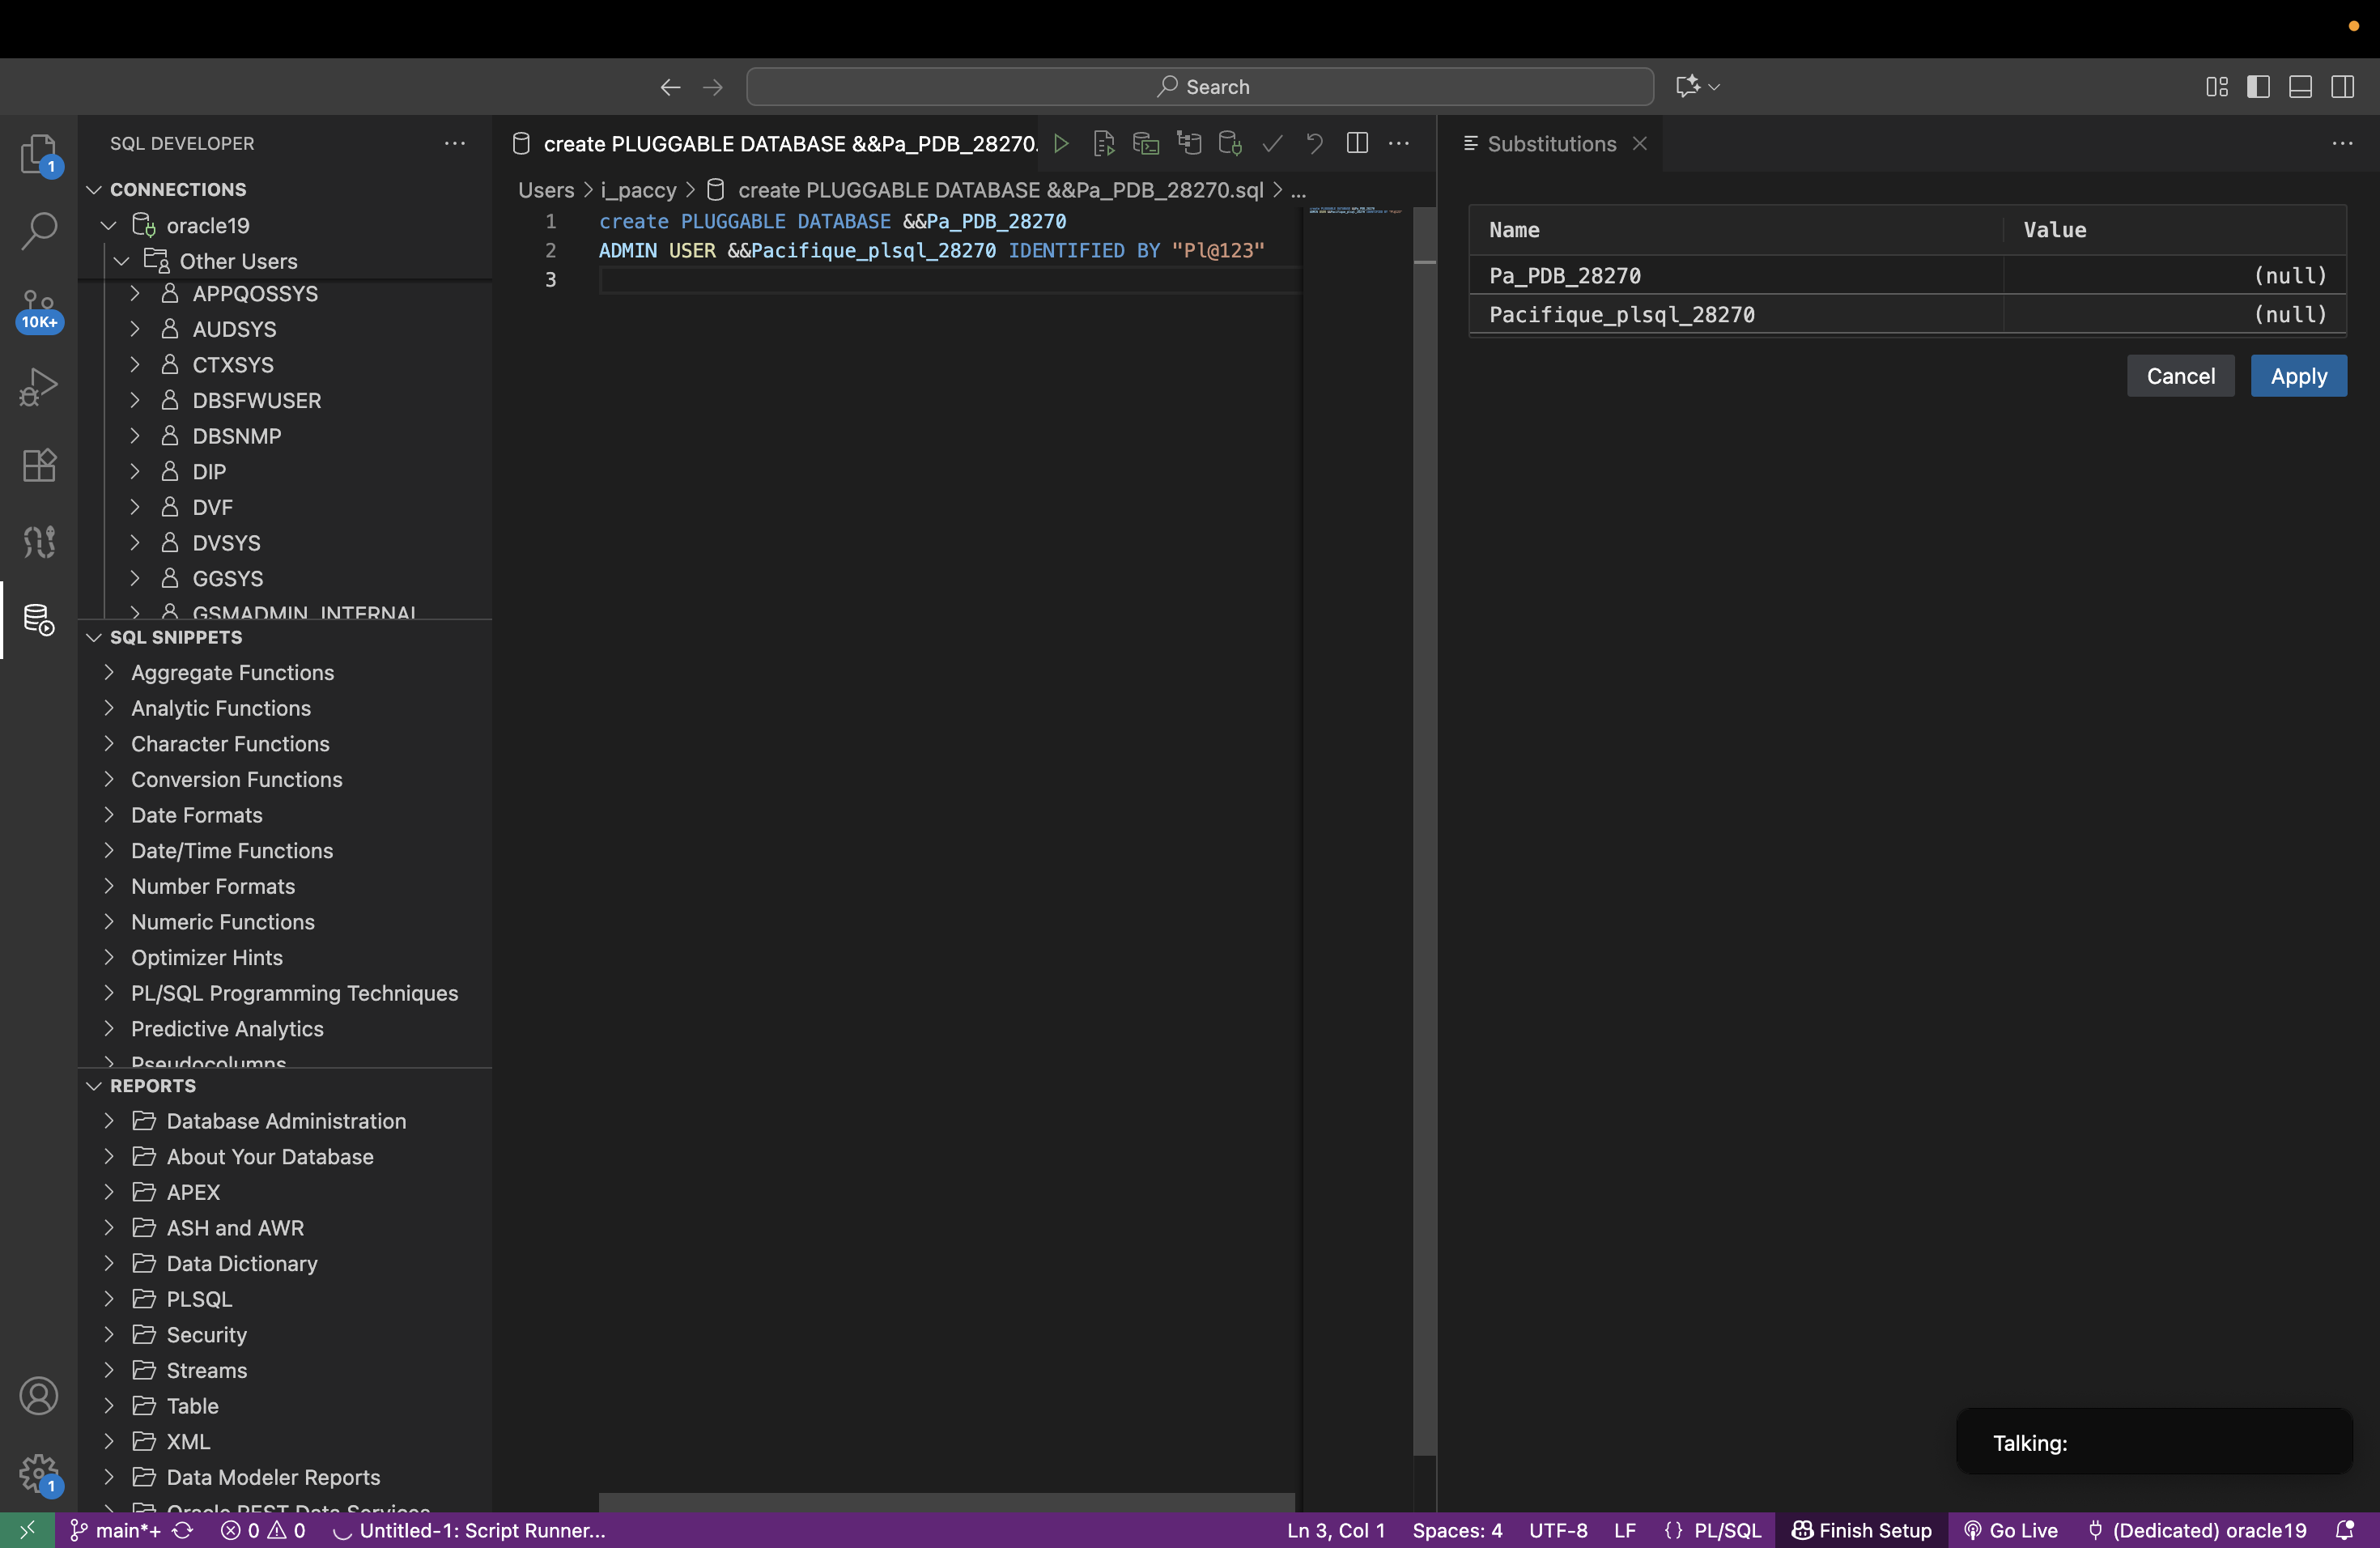 Search
SQL DEVELOPER
CONNECTIONS
oracle19
Other Users
APPQOSSYS
AUDSYS
CTXSYS
DBSFWUSER
DBSNMP
DIP
DVF
DVSYS
GGSYS
GSMADMIN_INTERNAL
SQL SNIPPETS
Aggregate Functions
Analytic Functions
Character Functions
Conversion Functions
Date Formats
Date/Time Functions
Number Formats
Numeric Functions
Optimizer Hints
PL/SQL Programming Techniques
Predictive Analytics
Pseudocolumns
REPORTS
Database Administration
About Your Database
APEX
ASH and AWR
Data Dictionary
PLSQL
Security
Streams
Table
XML
Data Modeler Reports
Oracle REST Data Services
1
10K+
1
create PLUGGABLE DATABASE &&Pa_PDB_28270.
Users > i_paccy > create PLUGGABLE DATABASE &&Pa_PDB_28270.sql > ...
1 create PLUGGABLE DATABASE &&Pa_PDB_28270
2 ADMIN USER &&Pacifique_plsql_28270 IDENTIFIED BY "Pl@123"
3
Substitutions
Name Value
Pa_PDB_28270 (null)
Pacifique_plsql_28270 (null)
Cancel Apply
Talking:
main*+ 0 0 Untitled-1: Script Runner... Ln 3, Col 1 Spaces: 4 UTF-8 LF {} PL/SQL Finish Setup Go Live (Dedicated) oracle19